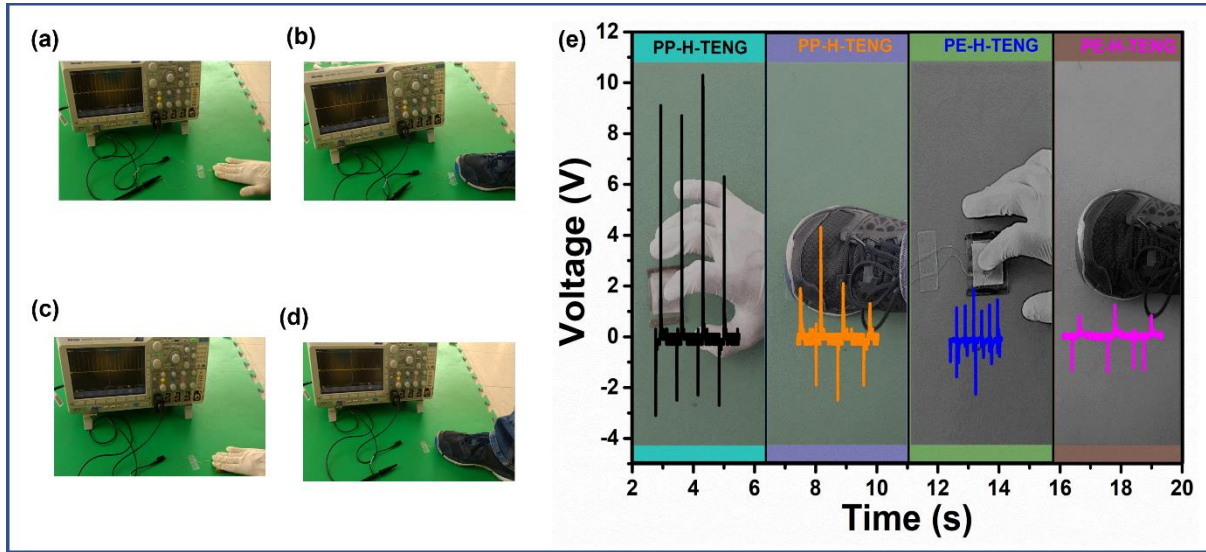 (a)
(b)
(c)
(d)
(e)
PP-H-TENG
PP-H-TENG
PE-H-TENG
PE-H-TENG
Voltage (V)
12
10
8
6
4
2
0
-2
-4
2
4
6
8
10
12
14
16
18
20
Time (s)